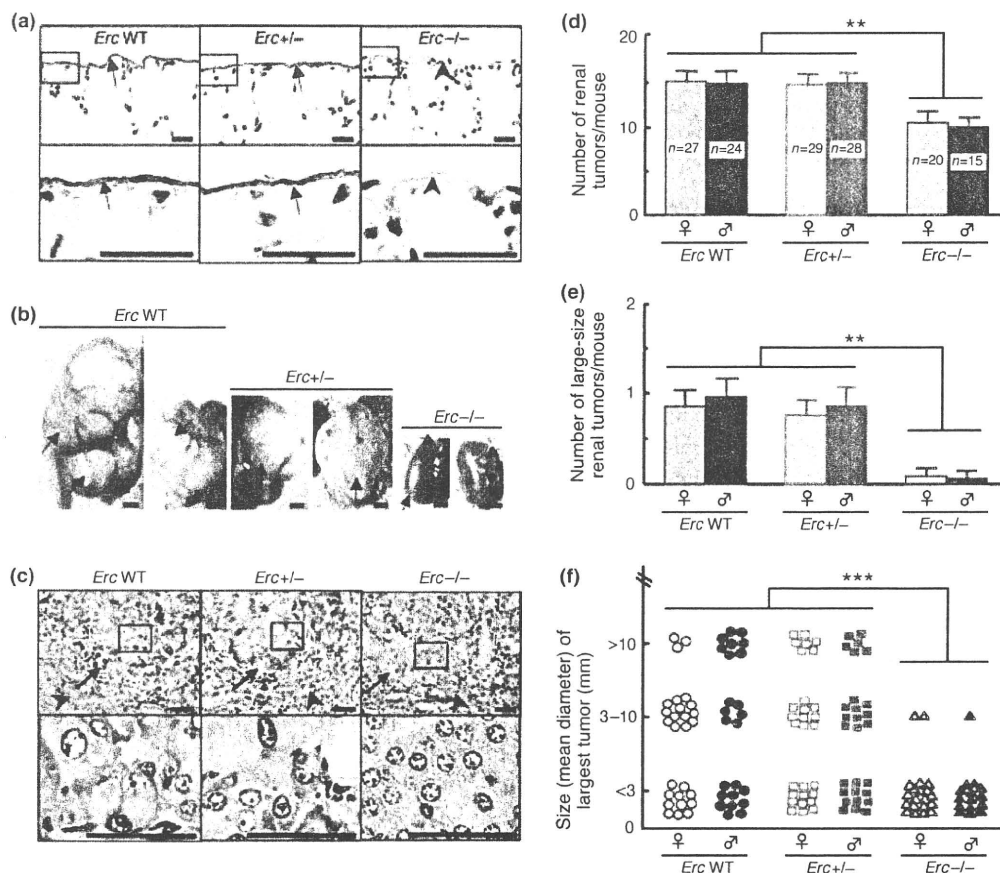 (a)
Erc WT
Erc+/–
Erc–/–
(b)
Erc WT
Erc+/–
Erc–/–
(c)
Erc WT
Erc+/–
Erc–/–
(d)
Number of renal
tumors/mouse
20
10
0
**
n=27
n=24
n=29
n=28
n=20
n=15
♀ ♂ ♀ ♂ ♀ ♂
Erc WT Erc+/– Erc–/–
(e)
Number of large-size
renal tumors/mouse
2
1
0
**
♀ ♂ ♀ ♂ ♀ ♂
Erc WT Erc+/– Erc–/–
(f)
Size (mean diameter) of
largest tumor (mm)
***
>10
3–10
<3
0
♀ ♂ ♀ ♂ ♀ ♂
Erc WT Erc+/– Erc–/–